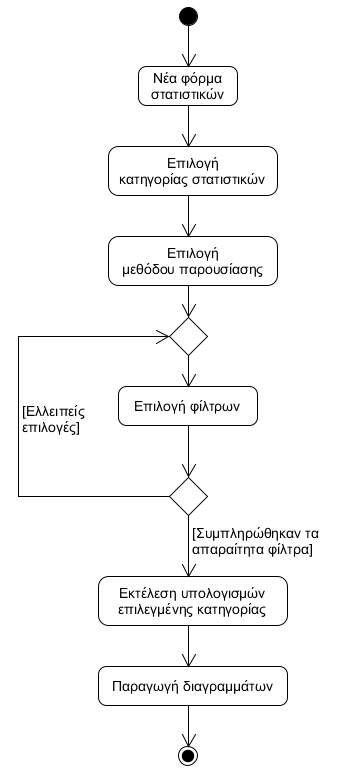 Νέα φόρμα
στατιστικών
Επιλογή
κατηγορίας στατιστικών
Επιλογή
μεθόδου παρουσίασης
Επιλογή φίλτρων
[Ελλειπείς
επιλογές]
[Συμπληρώθηκαν τα
απαραίτητα φίλτρα]
Εκτέλεση υπολογισμών
επιλεγμένης κατηγορίας
Παραγωγή διαγραμμάτων